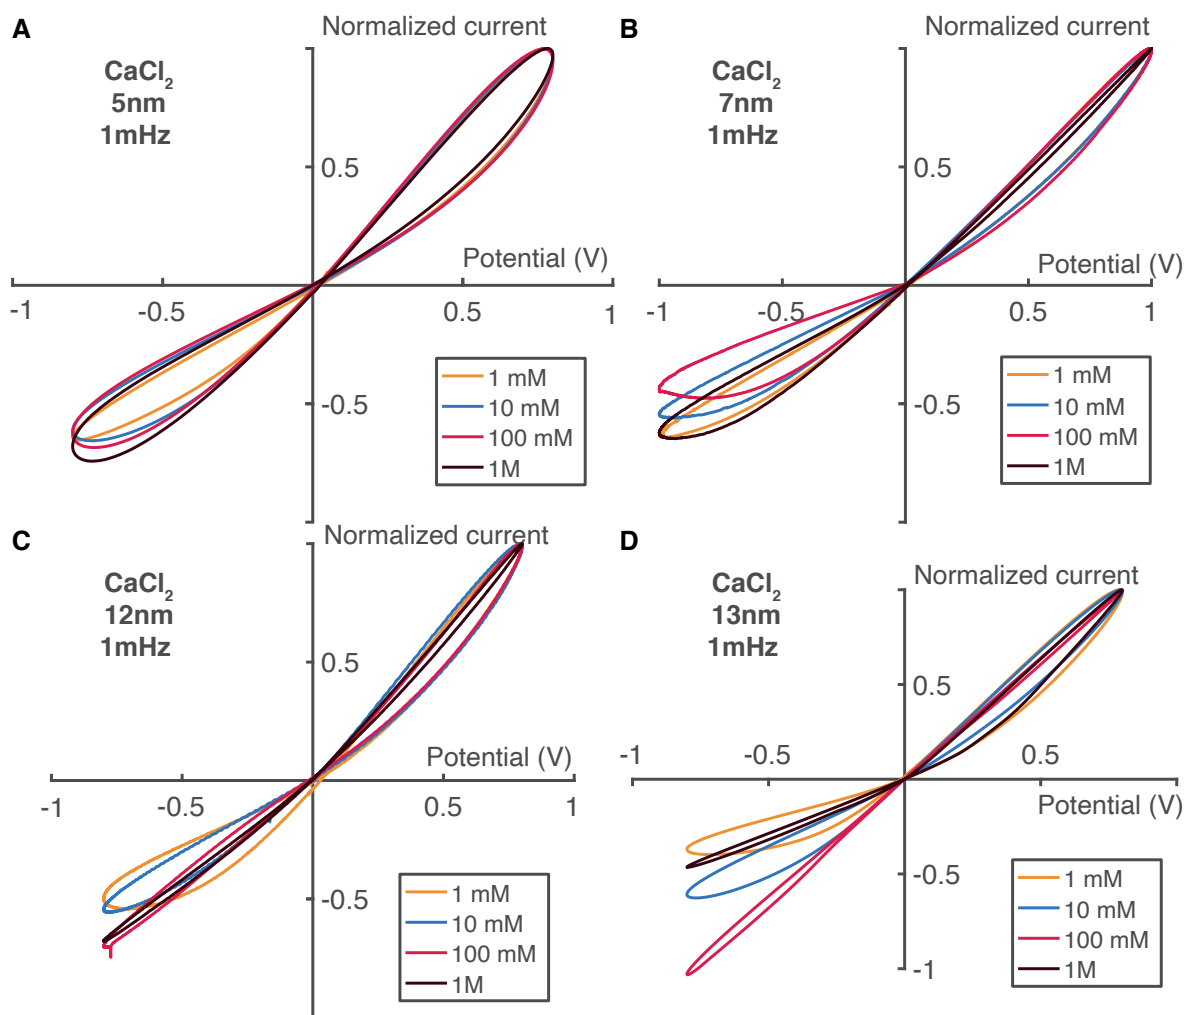 A
Normalized current
CaCl₂
5nm
1mHz
0.5
Potential (V)
-1
-0.5
0.5
1
-0.5
1 mM
10 mM
100 mM
1M
B
Normalized current
CaCl₂
7nm
1mHz
0.5
Potential (V)
-1
-0.5
0.5
1
-0.5
1 mM
10 mM
100 mM
1M
C
Normalized current
CaCl₂
12nm
1mHz
0.5
Potential (V)
-1
-0.5
0.5
1
-0.5
1 mM
10 mM
100 mM
1M
D
Normalized current
CaCl₂
13nm
1mHz
0.5
-1
-0.5
0.5
Potential (V)
-0.5
-1
1 mM
10 mM
100 mM
1M